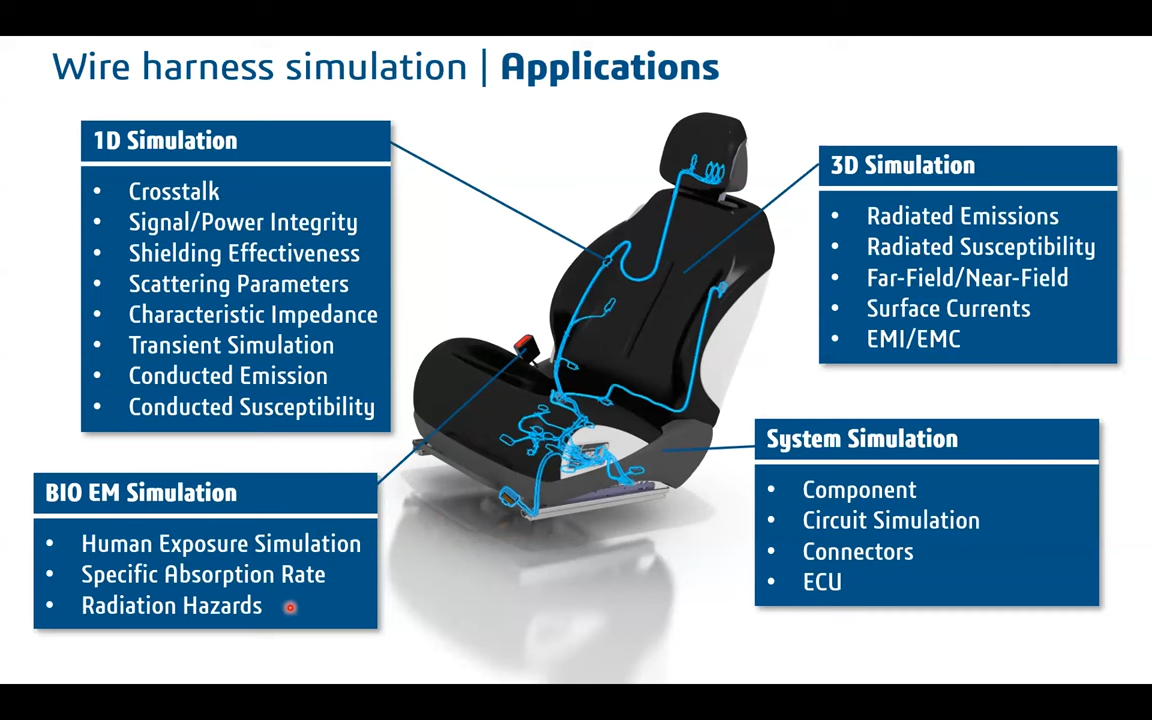 Wire harness simulation | Applications
1D Simulation
• Crosstalk
• Signal/Power Integrity
• Shielding Effectiveness
• Scattering Parameters
• Characteristic Impedance
• Transient Simulation
• Conducted Emission
• Conducted Susceptibility
3D Simulation
• Radiated Emissions
• Radiated Susceptibility
• Far-Field/Near-Field
• Surface Currents
• EMI/EMC
BIO EM Simulation
• Human Exposure Simulation
• Specific Absorption Rate
• Radiation Hazards
System Simulation
• Component
• Circuit Simulation
• Connectors
• ECU